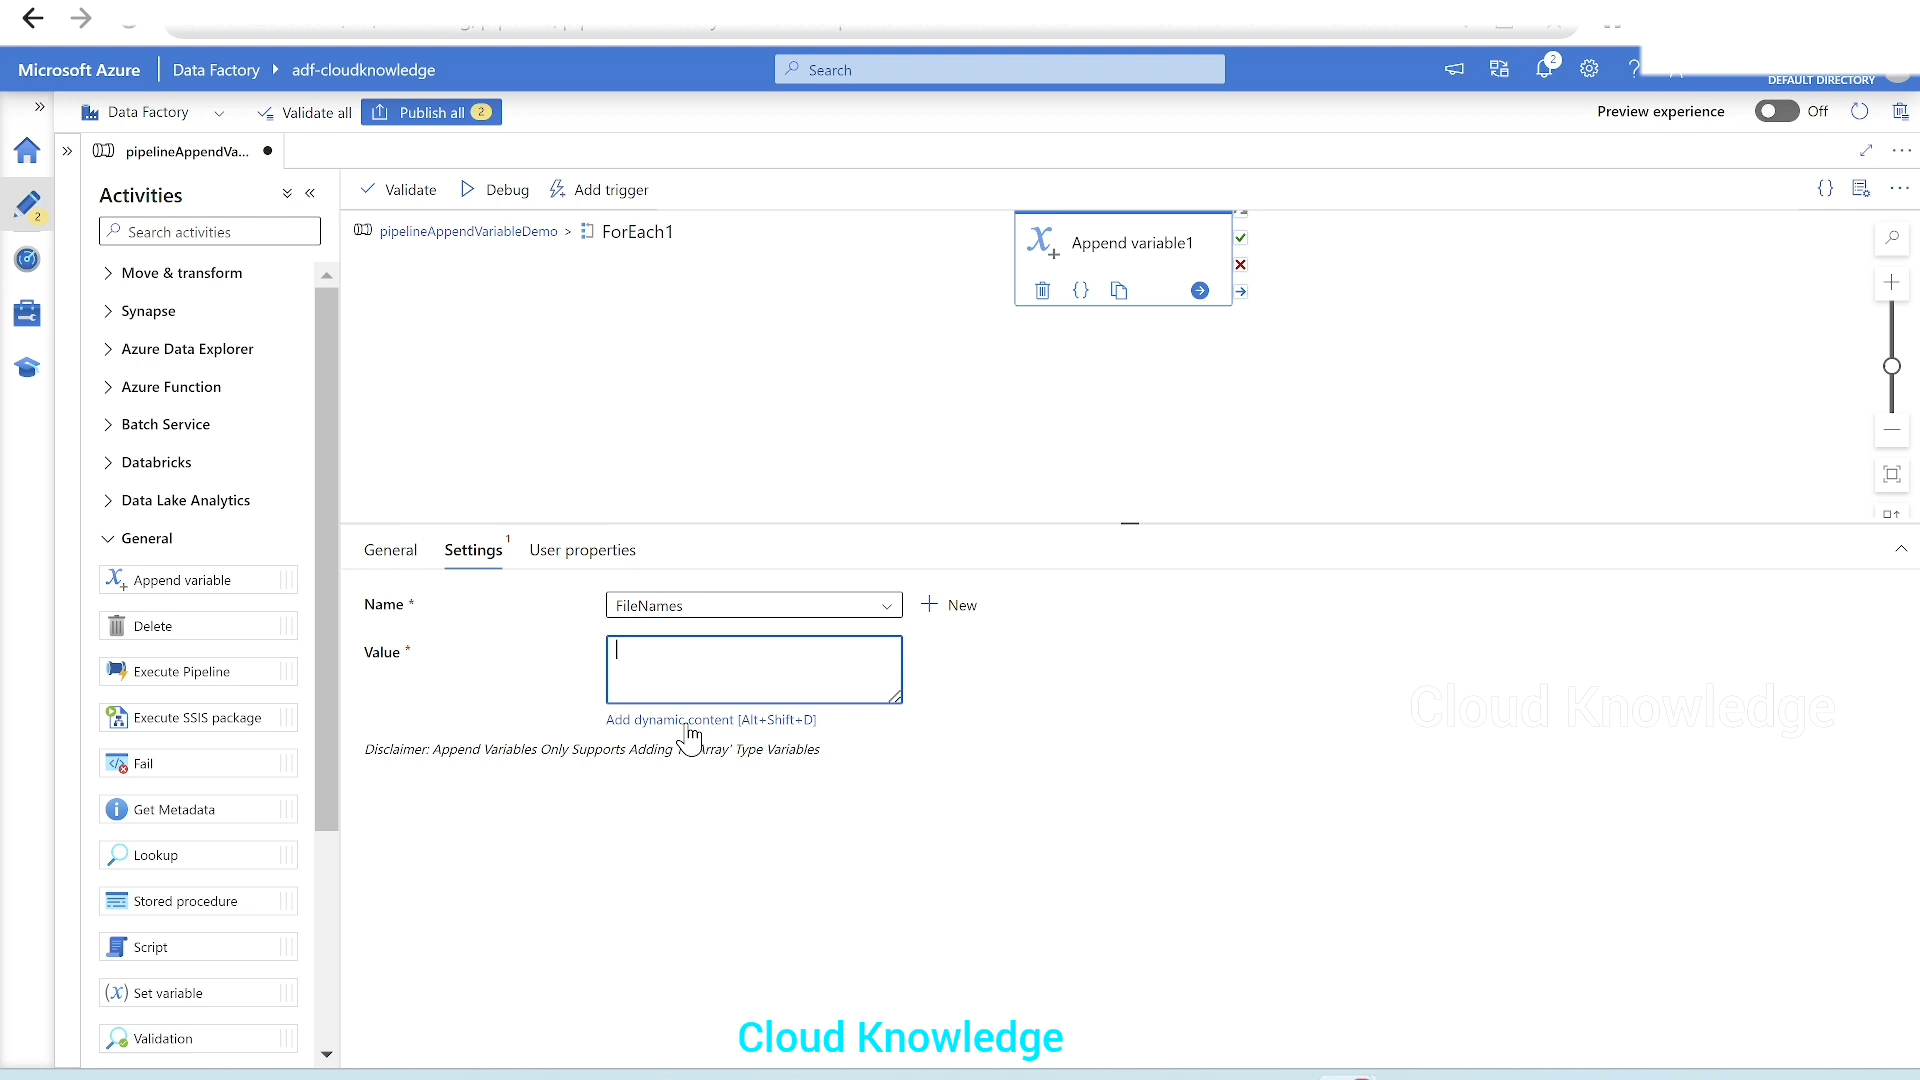 Microsoft Azure
Data Factory
adf-cloudknowledge
Search
2
?
DEFAULT DIRECTORY
Data Factory
Validate all
Publish all 2
Preview experience
Off
pipelineAppendVa...
2
Activities
Search activities
Move & transform
Synapse
Azure Data Explorer
Azure Function
Batch Service
Databricks
Data Lake Analytics
General
Append variable
Delete
Execute Pipeline
Execute SSIS package
Fail
Get Metadata
Lookup
Stored procedure
Script
Set variable
Validation
Validate
Debug
Add trigger
pipelineAppendVariableDemo > ForEach1
Append variable1
General
Settings 1
User properties
Name *
FileNames
New
Value *
Add dynamic content [Alt+Shift+D]
Disclaimer: Append Variables Only Supports Adding Array' Type Variables
Cloud Knowledge
Cloud Knowledge